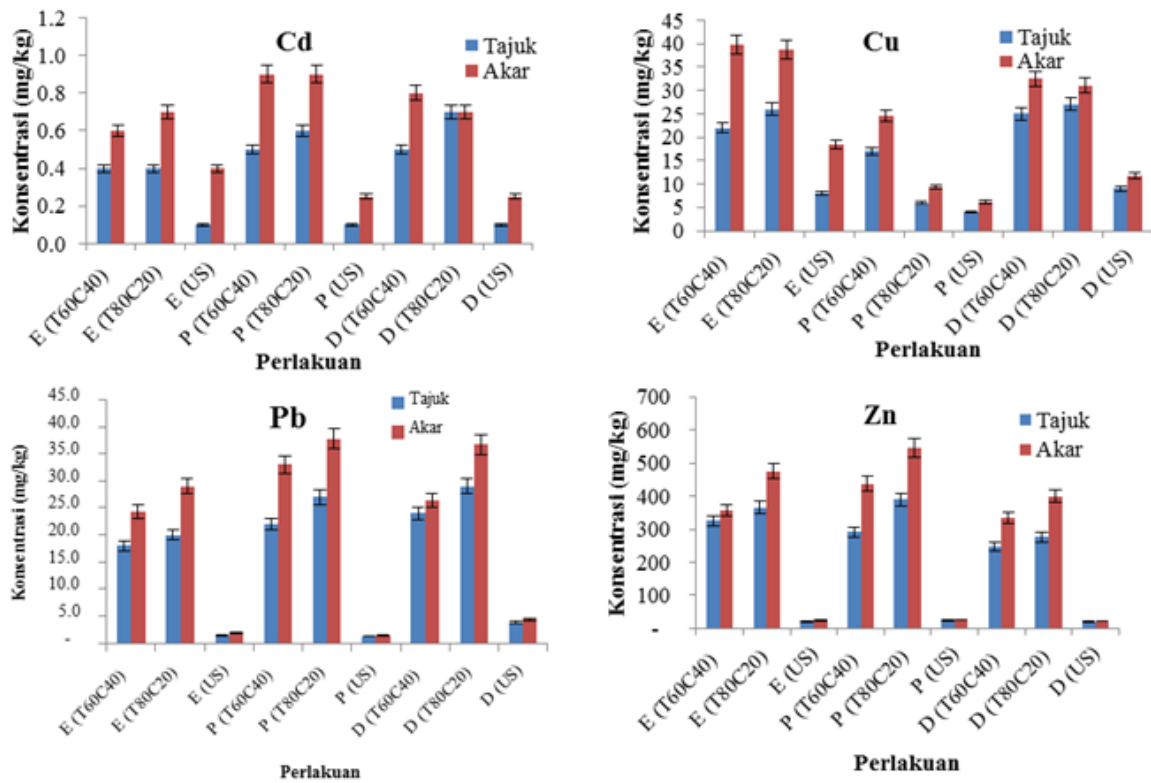 Cd
Tajuk
Akar
Konsentrasi (mg/kg)
1.2
1.0
0.8
0.6
0.4
0.2
0.0
E (T60C40)
E (T80C20)
E (US)
P (T60C40)
P (T80C20)
P (US)
D (T60C40)
D (T80C20)
D (US)
Perlakuan
Cu
Tajuk
Akar
Konsentrasi (mg/kg)
45
40
35
30
25
20
15
10
5
0
E (T60C40)
E (T80C20)
E (US)
P (T60C40)
P (T80C20)
P (US)
D (T60C40)
D (T80C20)
D (US)
Perlakuan
Pb
Tajuk
Akar
Konsentrasi (mg/kg)
45.0
40.0
35.0
30.0
25.0
20.0
15.0
10.0
5.0
-
E (T60C40)
E (T80C20)
E (US)
P (T60C40)
P (T80C20)
P (US)
D (T60C40)
D (T80C20)
D (US)
Perlakuan
Zn
Tajuk
Akar
Konsentrasi (mg/kg)
700
600
500
400
300
200
100
-
E (T60C40)
E (T80C20)
E (US)
P (T60C40)
P (T80C20)
P (US)
D (T60C40)
D (T80C20)
D (US)
Perlakuan